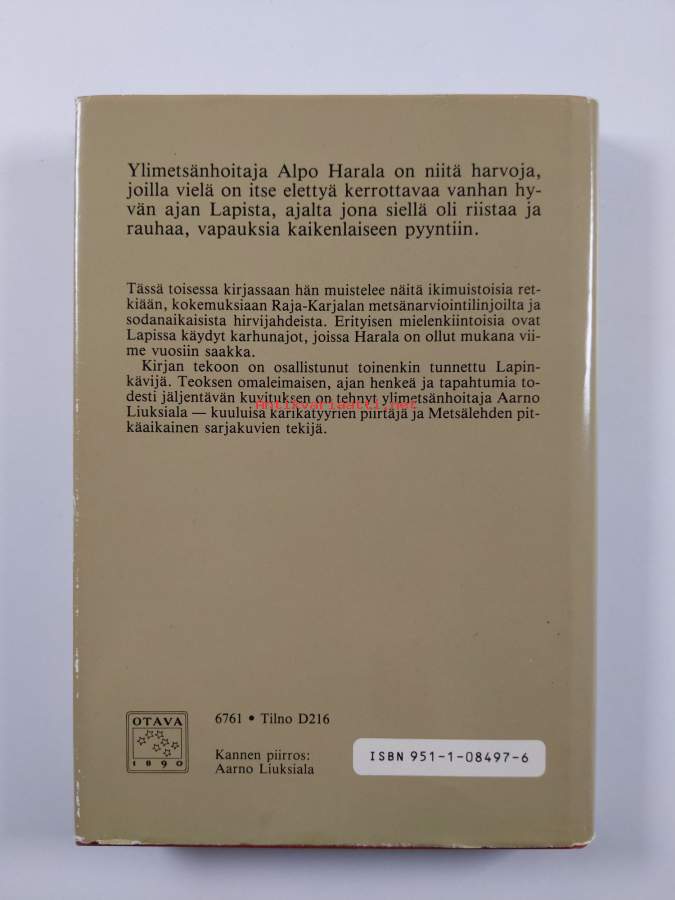 Ylimetsänhoitaja Alpo Harala on niitä harvoja,
joilla vielä on itse elettyä kerrottavaa vanhan hy-
vän ajan Lapista, ajalta jona siellä oli riistaa ja
rauhaa, vapauksia kaikenlaiseen pyyntiin.
Tässä toisessa kirjassaan hän muistelee näitä ikimuistoisia ret-
kiään, kokemuksiaan Raja-Karjalan metsänarviointilinjoilta ja
sodanaikaisista hirvijahdeista. Erityisen mielenkiintoisia ovat
Lapissa käydyt karhunajot, joissa Harala on ollut mukana vii-
me vuosiin saakka.
Kirjan tekoon on osallistunut toinenkin tunnettu Lapin-
kävijä. Teoksen omaleimaisen, ajan henkeä ja tapahtumia to-
desti jäljentävän kuvituksen on tehnyt ylimetsänhoitaja Aarno
Antikvariaatti.net
Liuksiala — kuuluisa karikatyyrien piirtäjä ja Metsälehden pit-
käaikainen sarjakuvien tekijä.
OTAVA
1890
6761 • Tilno D216
Kannen piirros:
Aarno Liuksiala
ISBN 951-1-08497-6